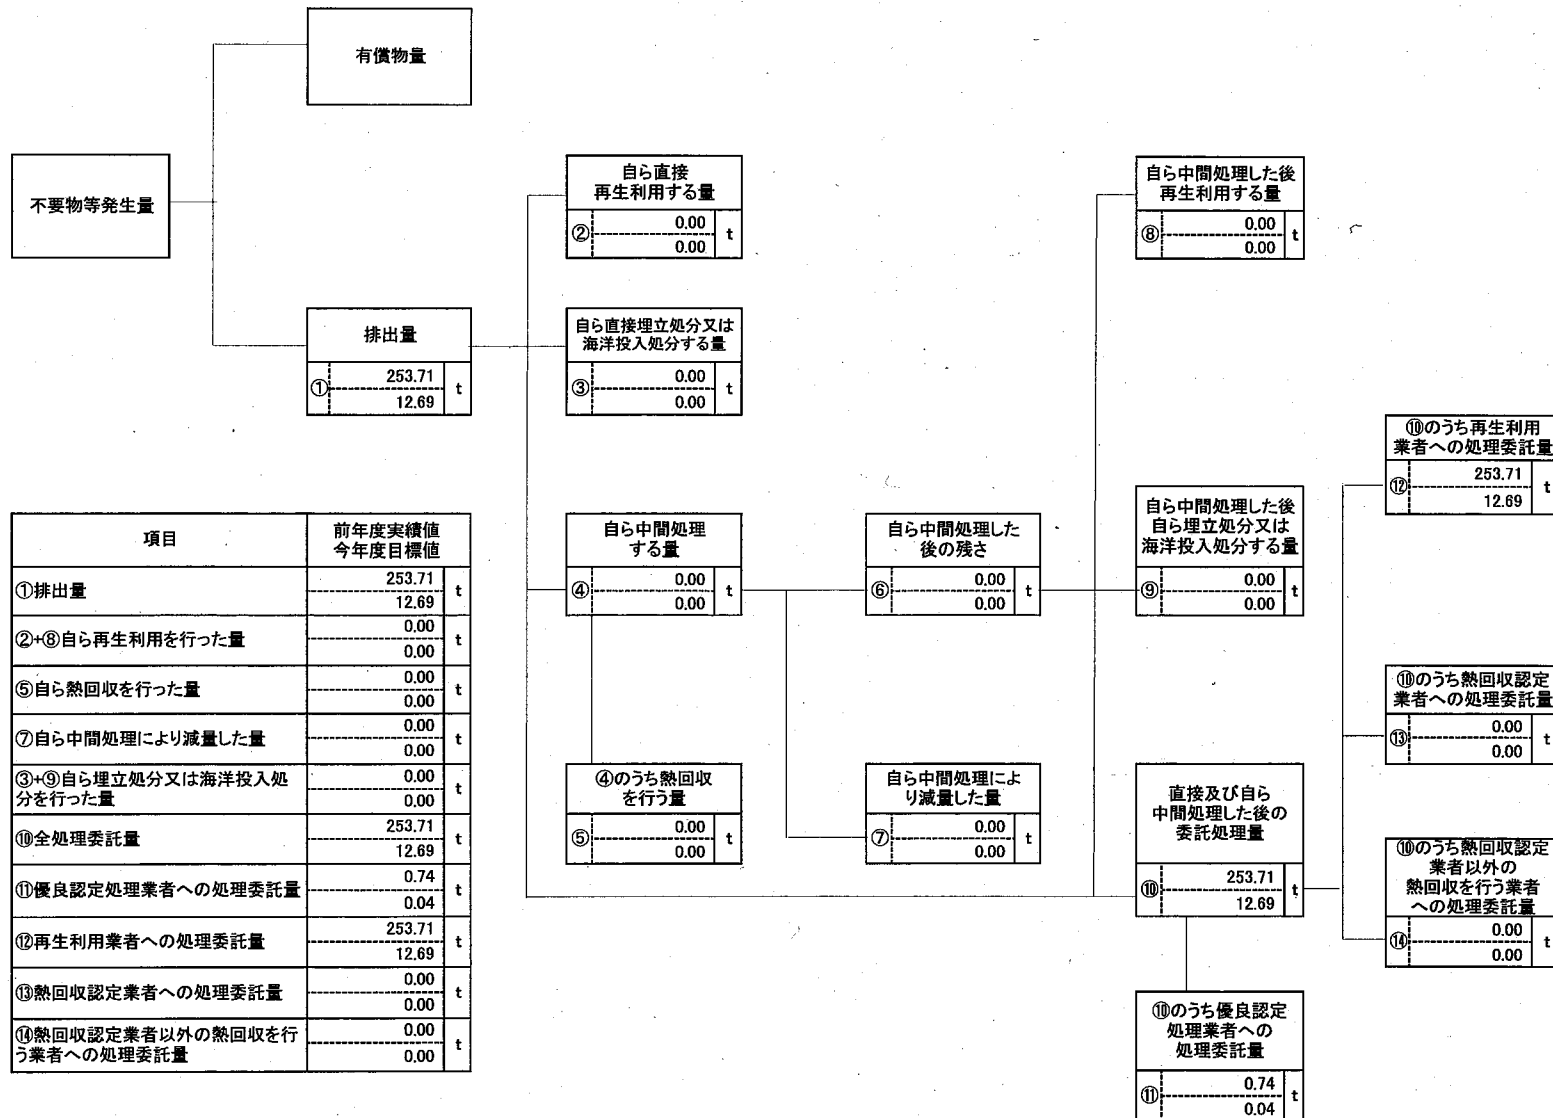 有償物量
不要物等発生量
排出量
① 253.71 t
12.69
自ら直接
再生利用する量
② 0.00 t
0.00
自ら直接埋立処分又は
海洋投入処分する量
③ 0.00 t
0.00
自ら中間処理
する量
④ 0.00 t
0.00
④のうち熱回収
を行う量
⑤ 0.00 t
0.00
自ら中間処理した
後の残さ
⑥ 0.00 t
0.00
自ら中間処理によ
り減量した量
⑦ 0.00 t
0.00
自ら中間処理した後
再生利用する量
⑧ 0.00 t
0.00
自ら中間処理した後
自ら埋立処分又は
海洋投入処分する量
⑨ 0.00 t
0.00
直接及び自ら
中間処理した後の
委託処理量
⑩ 253.71 t
12.69
⑩のうち優良認定
処理業者への
処理委託量
⑪ 0.74 t
0.04
⑩のうち再生利用
業者への処理委託量
⑫ 253.71 t
12.69
⑩のうち熱回収認定
業者への処理委託量
⑬ 0.00 t
0.00
⑩のうち熱回収認定
業者以外の
熱回収を行う業者
への処理委託量
⑭ 0.00 t
0.00
項目
前年度実績値
今年度目標値
①排出量
253.71 t
12.69
②+⑧自ら再生利用を行った量
0.00 t
0.00
⑤自ら熱回収を行った量
0.00 t
0.00
⑦自ら中間処理により減量した量
0.00 t
0.00
③+⑨自ら埋立処分又は海洋投入処
分を行った量
0.00 t
0.00
⑩全処理委託量
253.71 t
12.69
⑪優良認定処理業者への処理委託量
0.74 t
0.04
⑫再生利用業者への処理委託量
253.71 t
12.69
⑬熱回収認定業者への処理委託量
0.00 t
0.00
⑭熱回収認定業者以外の熱回収を行
う業者への処理委託量
0.00 t
0.00